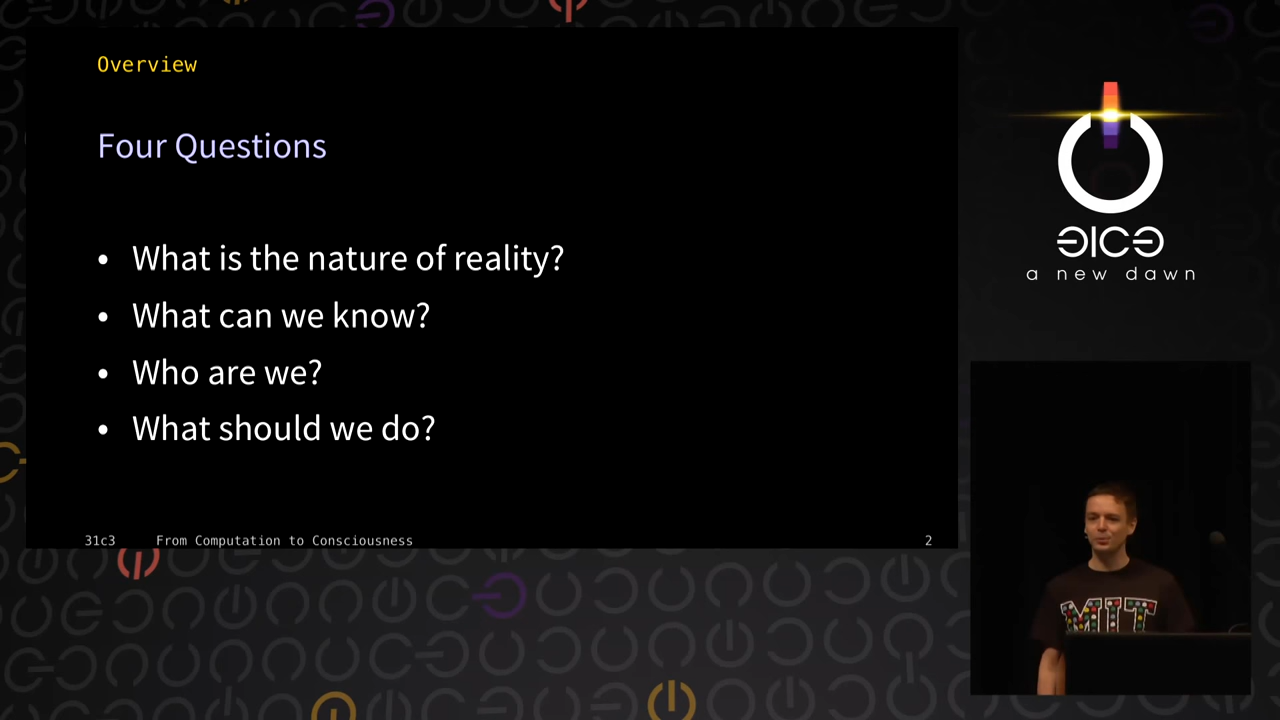 Overview
Four Questions
• What is the nature of reality?
• What can we know?
• Who are we?
• What should we do?
31c3 From Computation to Consciousness 2
ƎICƎ
a new dawn
MIT